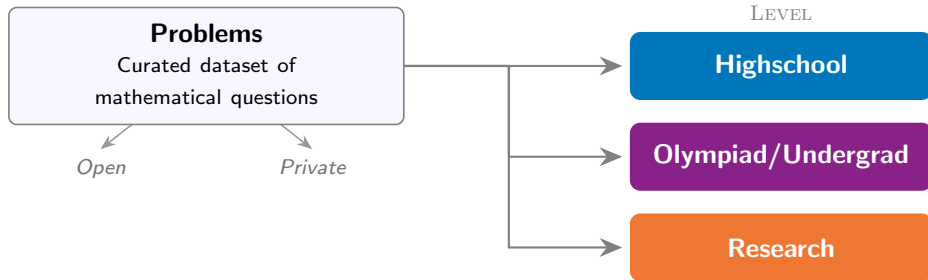 Problems
Curated dataset of
mathematical questions
Open
Private
LEVEL
Highschool
Olympiad/Undergrad
Research